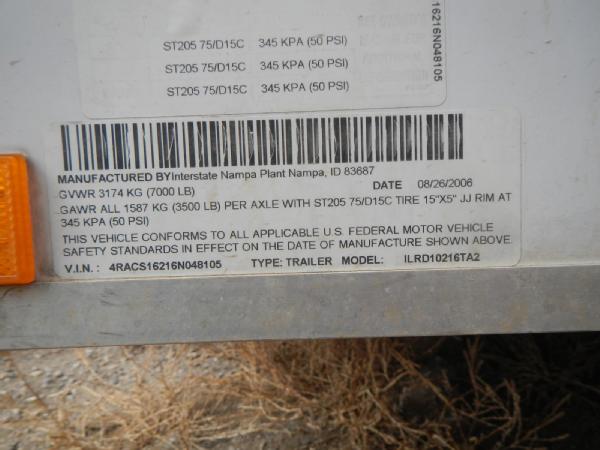 ST205 75/D15C 345 KPA (50 PSI)
ST205 75/D15C 345 KPA (50 PSI)
ST205 75/D15C 345 KPA (50 PSI)
16216N048105
MANUFACTURED BY Interstate Nampa Plant Nampa, ID 83687
GVWR 3174 KG (7000 LB) DATE 08/26/2006
GAWR ALL 1587 KG (3500 LB) PER AXLE WITH ST205 75/D15C TIRE 15"X5" JJ RIM AT
345 KPA (50 PSI)
THIS VEHICLE CONFORMS TO ALL APPLICABLE U.S. FEDERAL MOTOR VEHICLE
SAFETY STANDARDS IN EFFECT ON THE DATE OF MANUFACTURE SHOWN ABOVE.
V.I.N.: 4RACS16216N048105 TYPE: TRAILER MODEL: ILRD10216TA2